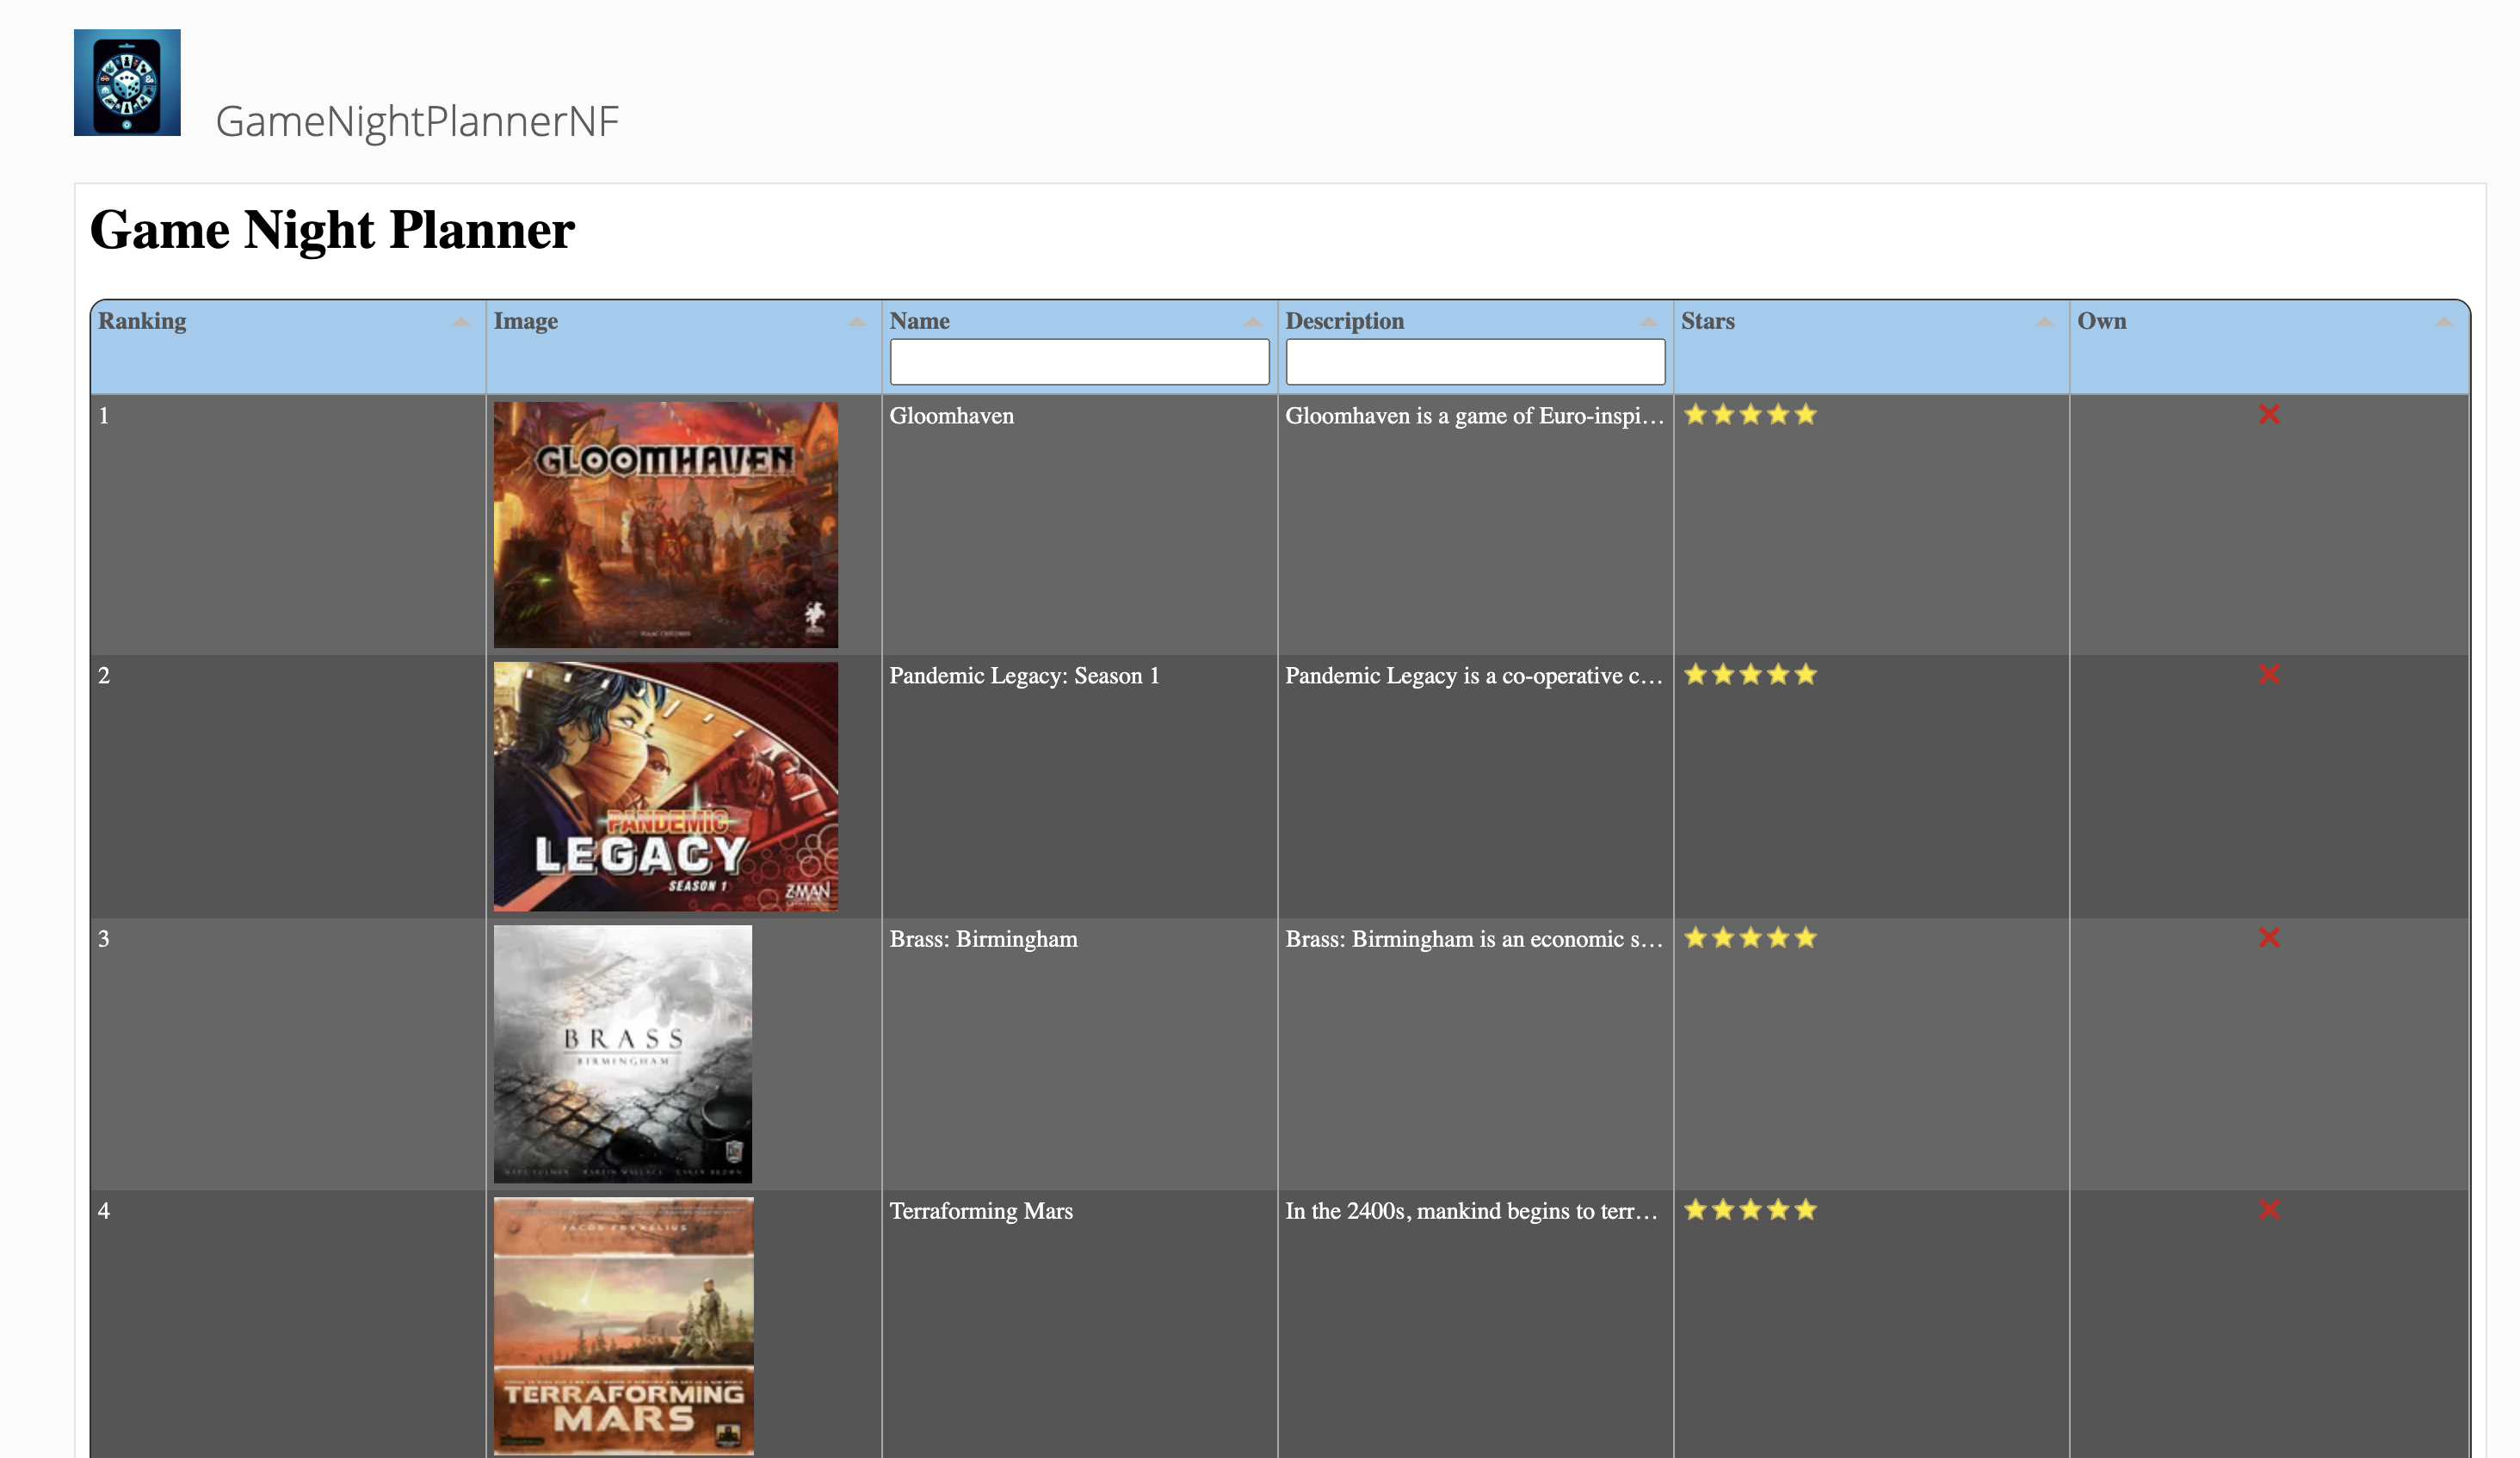 GameNightPlannerNF
Game Night Planner
Ranking Image Name Description Stars Own
1 Gloomhaven Gloomhaven is a game of Euro-inspi…
GLOOMHAVEN
ISAAC CHILDRES
2 Pandemic Legacy: Season 1 Pandemic Legacy is a co-operative c…
PANDEMIC
LEGACY
SEASON 1
Z-MAN
3 Brass: Birmingham Brass: Birmingham is an economic s…
BRASS
BIRMINGHAM
4 Terraforming Mars In the 2400s, mankind begins to terr…
JACOB FRYXELIUS
TERRAFORMING
MARS